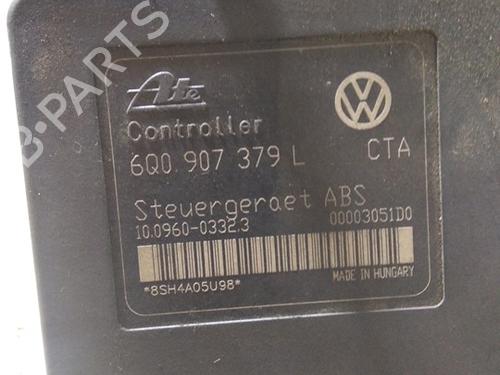 B-PARTS
Ate
Controller
6Q0 907 379 L CTA
Steuergeraet ABS
10.0960-0332.3 00003051D0
*8SH4A05U98* MADE IN HUNGARY